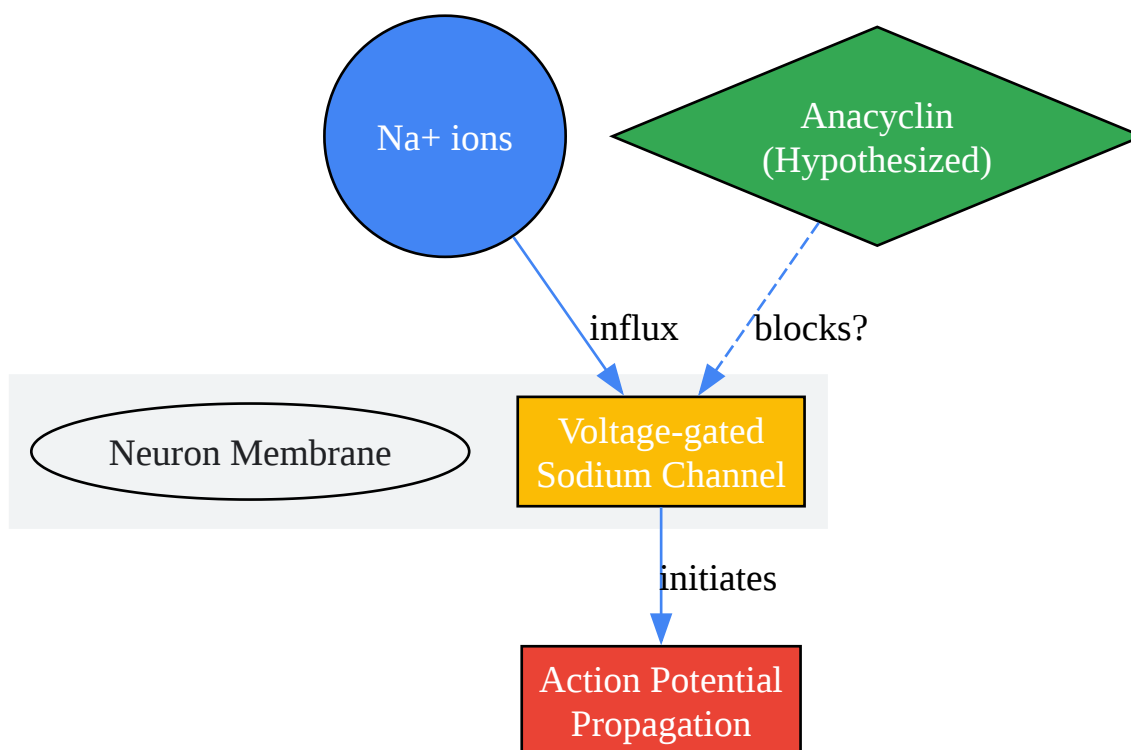 Na+ ions
Anacyclin
(Hypothesized)
influx
blocks?
Neuron Membrane
Voltage-gated
Sodium Channel
initiates
Action Potential
Propagation